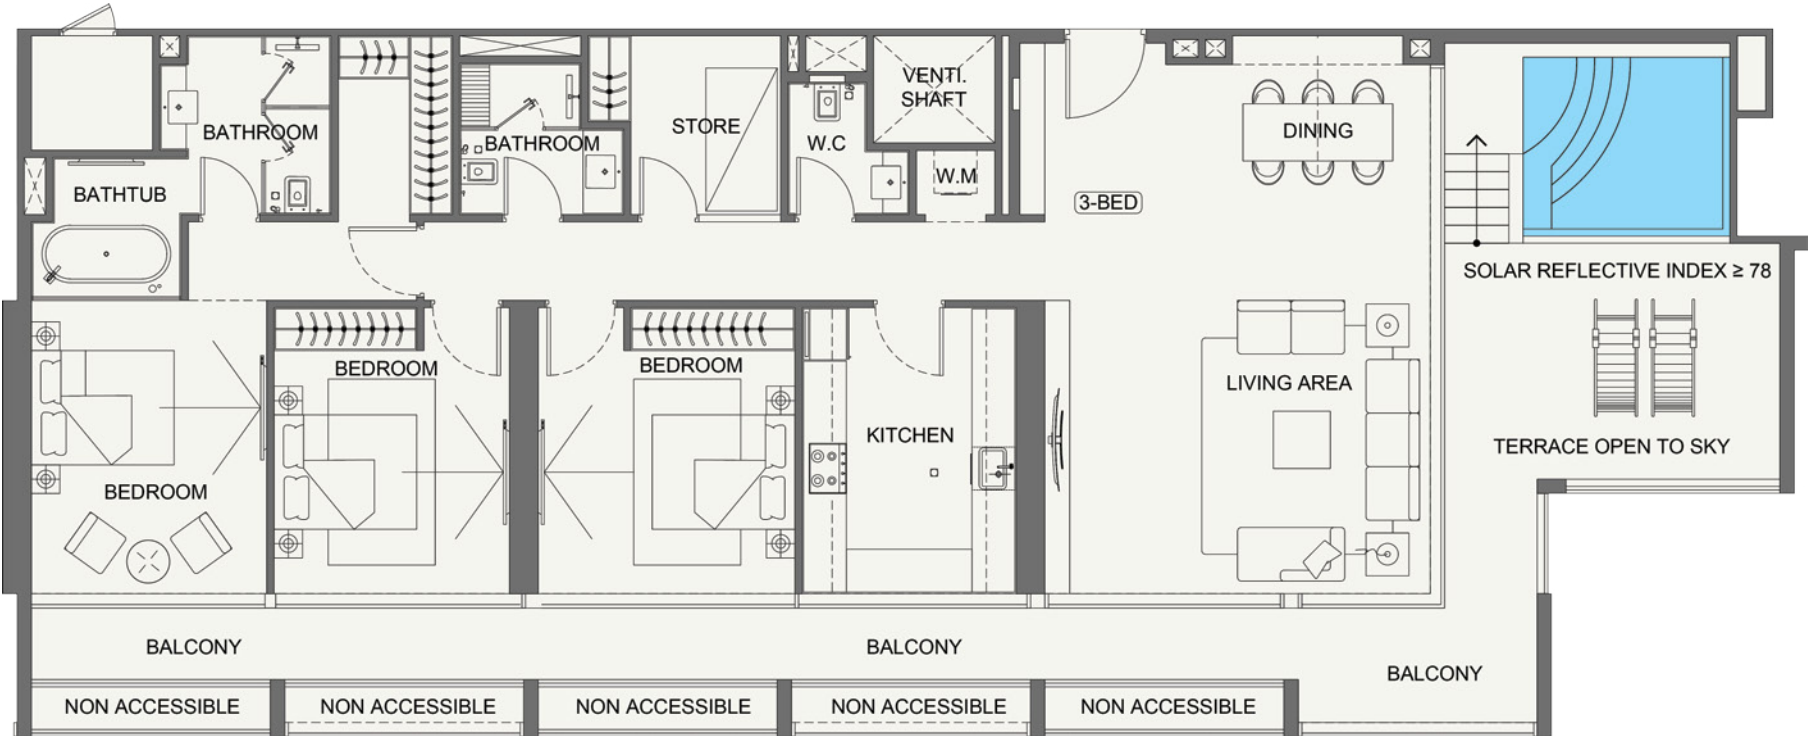 VENTI.
SHAFT
BATHROOM
STORE
DINING
BATHROOM
W.C
W.M
BATHTUB
3-BED
SOLAR REFLECTIVE INDEX ≥ 78
BEDROOM
BEDROOM
LIVING AREA
KITCHEN
TERRACE OPEN TO SKY
BEDROOM
BALCONY
BALCONY
BALCONY
NON ACCESSIBLE
NON ACCESSIBLE
NON ACCESSIBLE
NON ACCESSIBLE
NON ACCESSIBLE